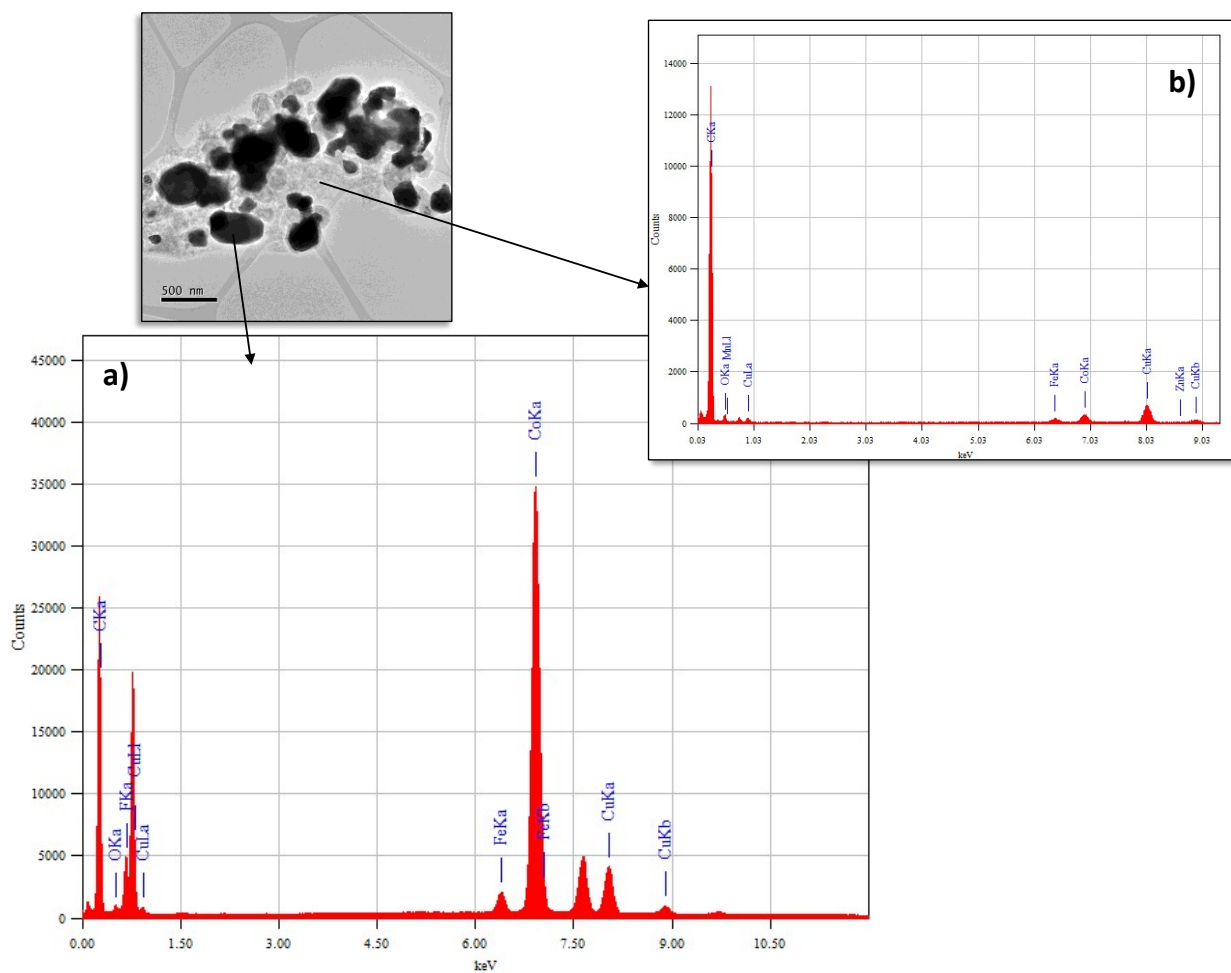 500 nm
b)
14000
12000
10000
8000
6000
4000
2000
0
Counts
CKa
OKa
MnLl
CuLa
FeKa
CoKa
CuKa
ZnKa
CuKb
0.03
1.03
2.03
3.03
4.03
5.03
6.03
7.03
8.03
9.03
keV
a)
45000
40000
35000
30000
25000
20000
15000
10000
5000
0
Counts
CKa
OKa
FKa
CuLl
CuLa
FeKa
CoKa
FeKb
CuKa
CuKb
0.00
1.50
3.00
4.50
6.00
7.50
9.00
10.50
keV